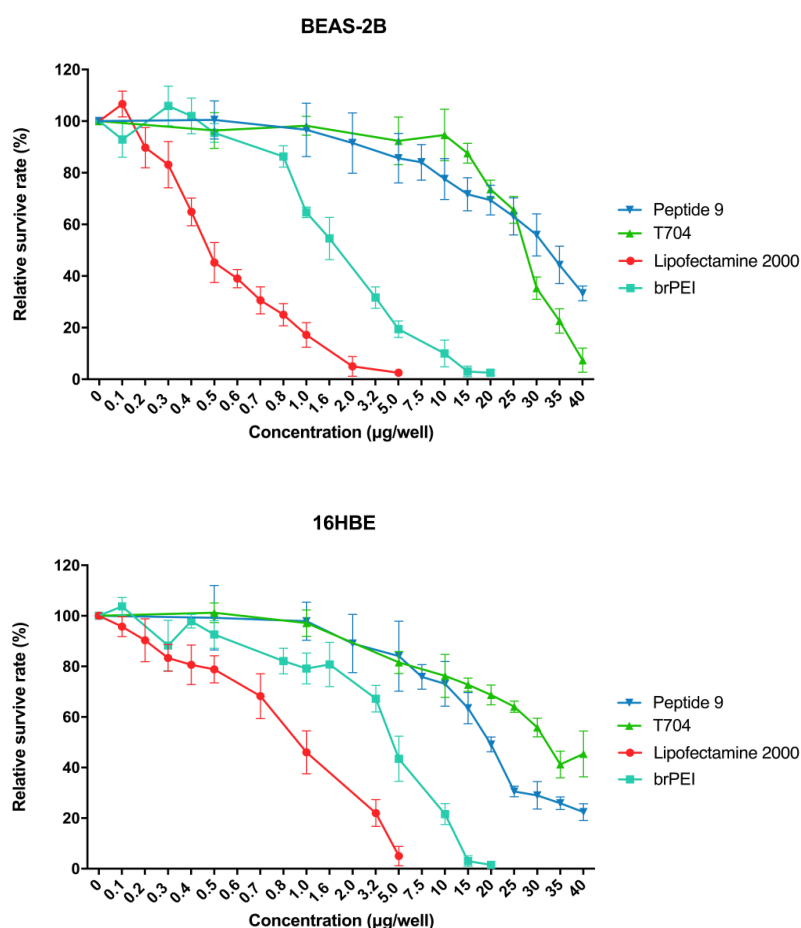 BEAS-2B
Relative survive rate (%)
120
100
80
60
40
20
0
0 0.1 0.2 0.3 0.4 0.5 0.6 0.7 0.8 1.0 1.6 2.0 3.2 5.0 7.5 10 15 20 25 30 35 40
Concentration (μg/well)
Peptide 9
T704
Lipofectamine 2000
brPEI
16HBE
Relative survive rate (%)
120
100
80
60
40
20
0
0 0.1 0.2 0.3 0.4 0.5 0.6 0.7 0.8 1.0 1.6 2.0 3.2 5.0 7.5 10 15 20 25 30 35 40
Concentration (μg/well)
Peptide 9
T704
Lipofectamine 2000
brPEI